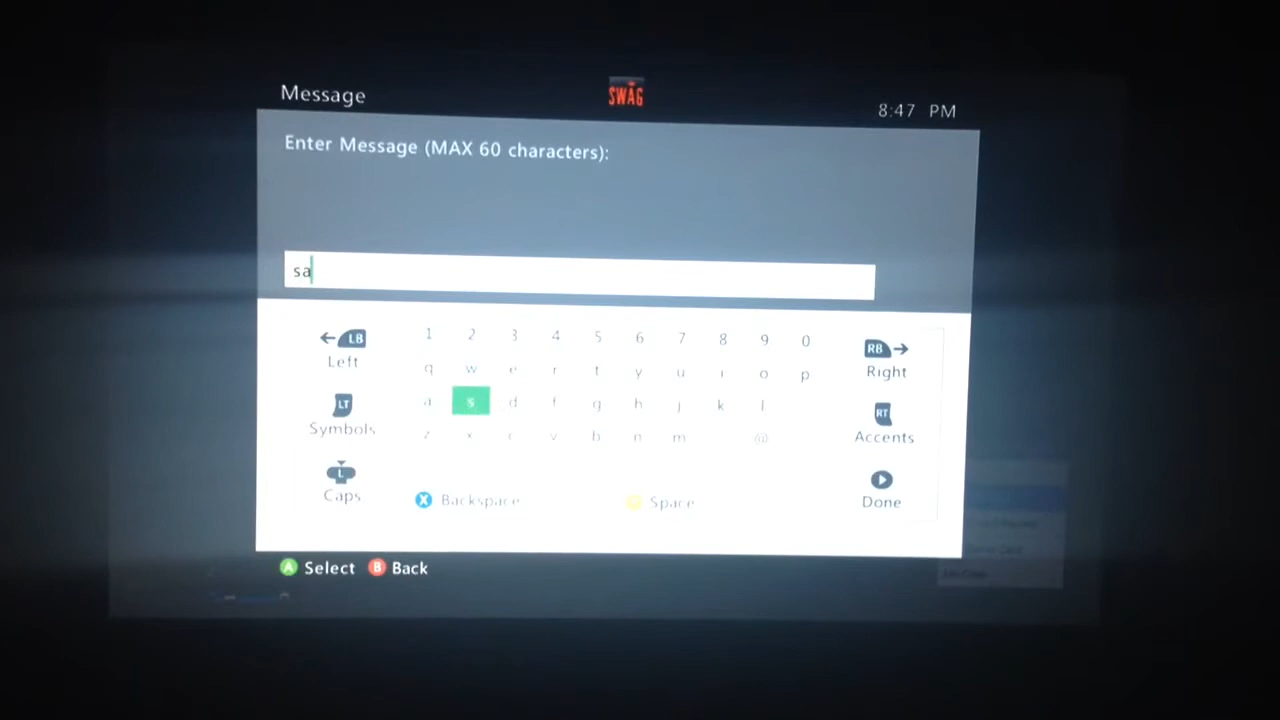 Message
SWAG
8:47 PM
Enter Message (MAX 60 characters):
sa
LB
Left
1 2 3 4 5 6 7 8 9 0
RB
Right
q w e r t y u i o p
LT
Symbols
a s d f g h j k l
RT
Accents
z x c v b n m @
L
Caps
X Backspace
Space
Done
A Select B Back